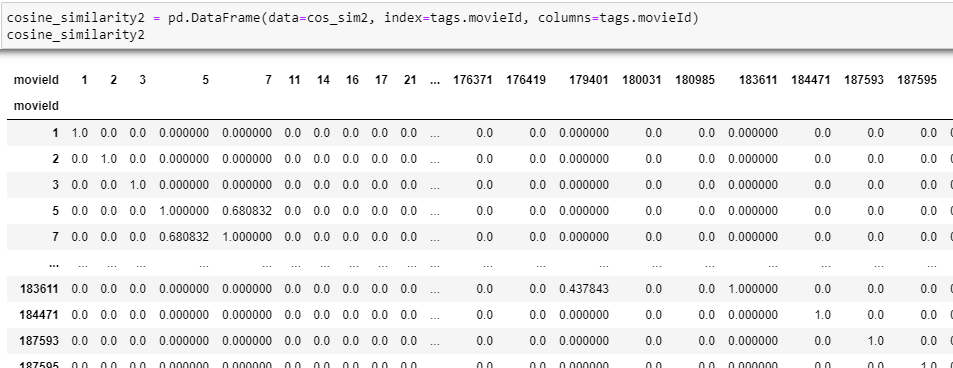 cosine_similarity2 = pd.DataFrame(data=cos_sim2, index=tags.movieId, columns=tags.movieId)
cosine_similarity2
movieId 1 2 3 5 7 11 14 16 17 21 ... 176371 176419 179401 180031 180985 183611 184471 187593 187595
movieId
1 1.0 0.0 0.0 0.000000 0.000000 0.0 0.0 0.0 0.0 0.0 ... 0.0 0.0 0.000000 0.0 0.0 0.000000 0.0 0.0 0.0
2 0.0 1.0 0.0 0.000000 0.000000 0.0 0.0 0.0 0.0 0.0 ... 0.0 0.0 0.000000 0.0 0.0 0.000000 0.0 0.0 0.0
3 0.0 0.0 1.0 0.000000 0.000000 0.0 0.0 0.0 0.0 0.0 ... 0.0 0.0 0.000000 0.0 0.0 0.000000 0.0 0.0 0.0
5 0.0 0.0 0.0 1.000000 0.680832 0.0 0.0 0.0 0.0 0.0 ... 0.0 0.0 0.000000 0.0 0.0 0.000000 0.0 0.0 0.0
7 0.0 0.0 0.0 0.680832 1.000000 0.0 0.0 0.0 0.0 0.0 ... 0.0 0.0 0.000000 0.0 0.0 0.000000 0.0 0.0 0.0
... ... ... ... ... ... ... ... ... ... ... ... ... ... ... ... ... ... ... ... ...
183611 0.0 0.0 0.0 0.000000 0.000000 0.0 0.0 0.0 0.0 0.0 ... 0.0 0.0 0.437843 0.0 0.0 1.000000 0.0 0.0 0.0
184471 0.0 0.0 0.0 0.000000 0.000000 0.0 0.0 0.0 0.0 0.0 ... 0.0 0.0 0.000000 0.0 0.0 0.000000 1.0 0.0 0.0
187593 0.0 0.0 0.0 0.000000 0.000000 0.0 0.0 0.0 0.0 0.0 ... 0.0 0.0 0.000000 0.0 0.0 0.000000 0.0 1.0 0.0
187595 0.0 0.0 0.0 0.000000 0.000000 0.0 0.0 0.0 0.0 0.0 ... 0.0 0.0 0.000000 0.0 0.0 0.000000 0.0 0.0 1.0